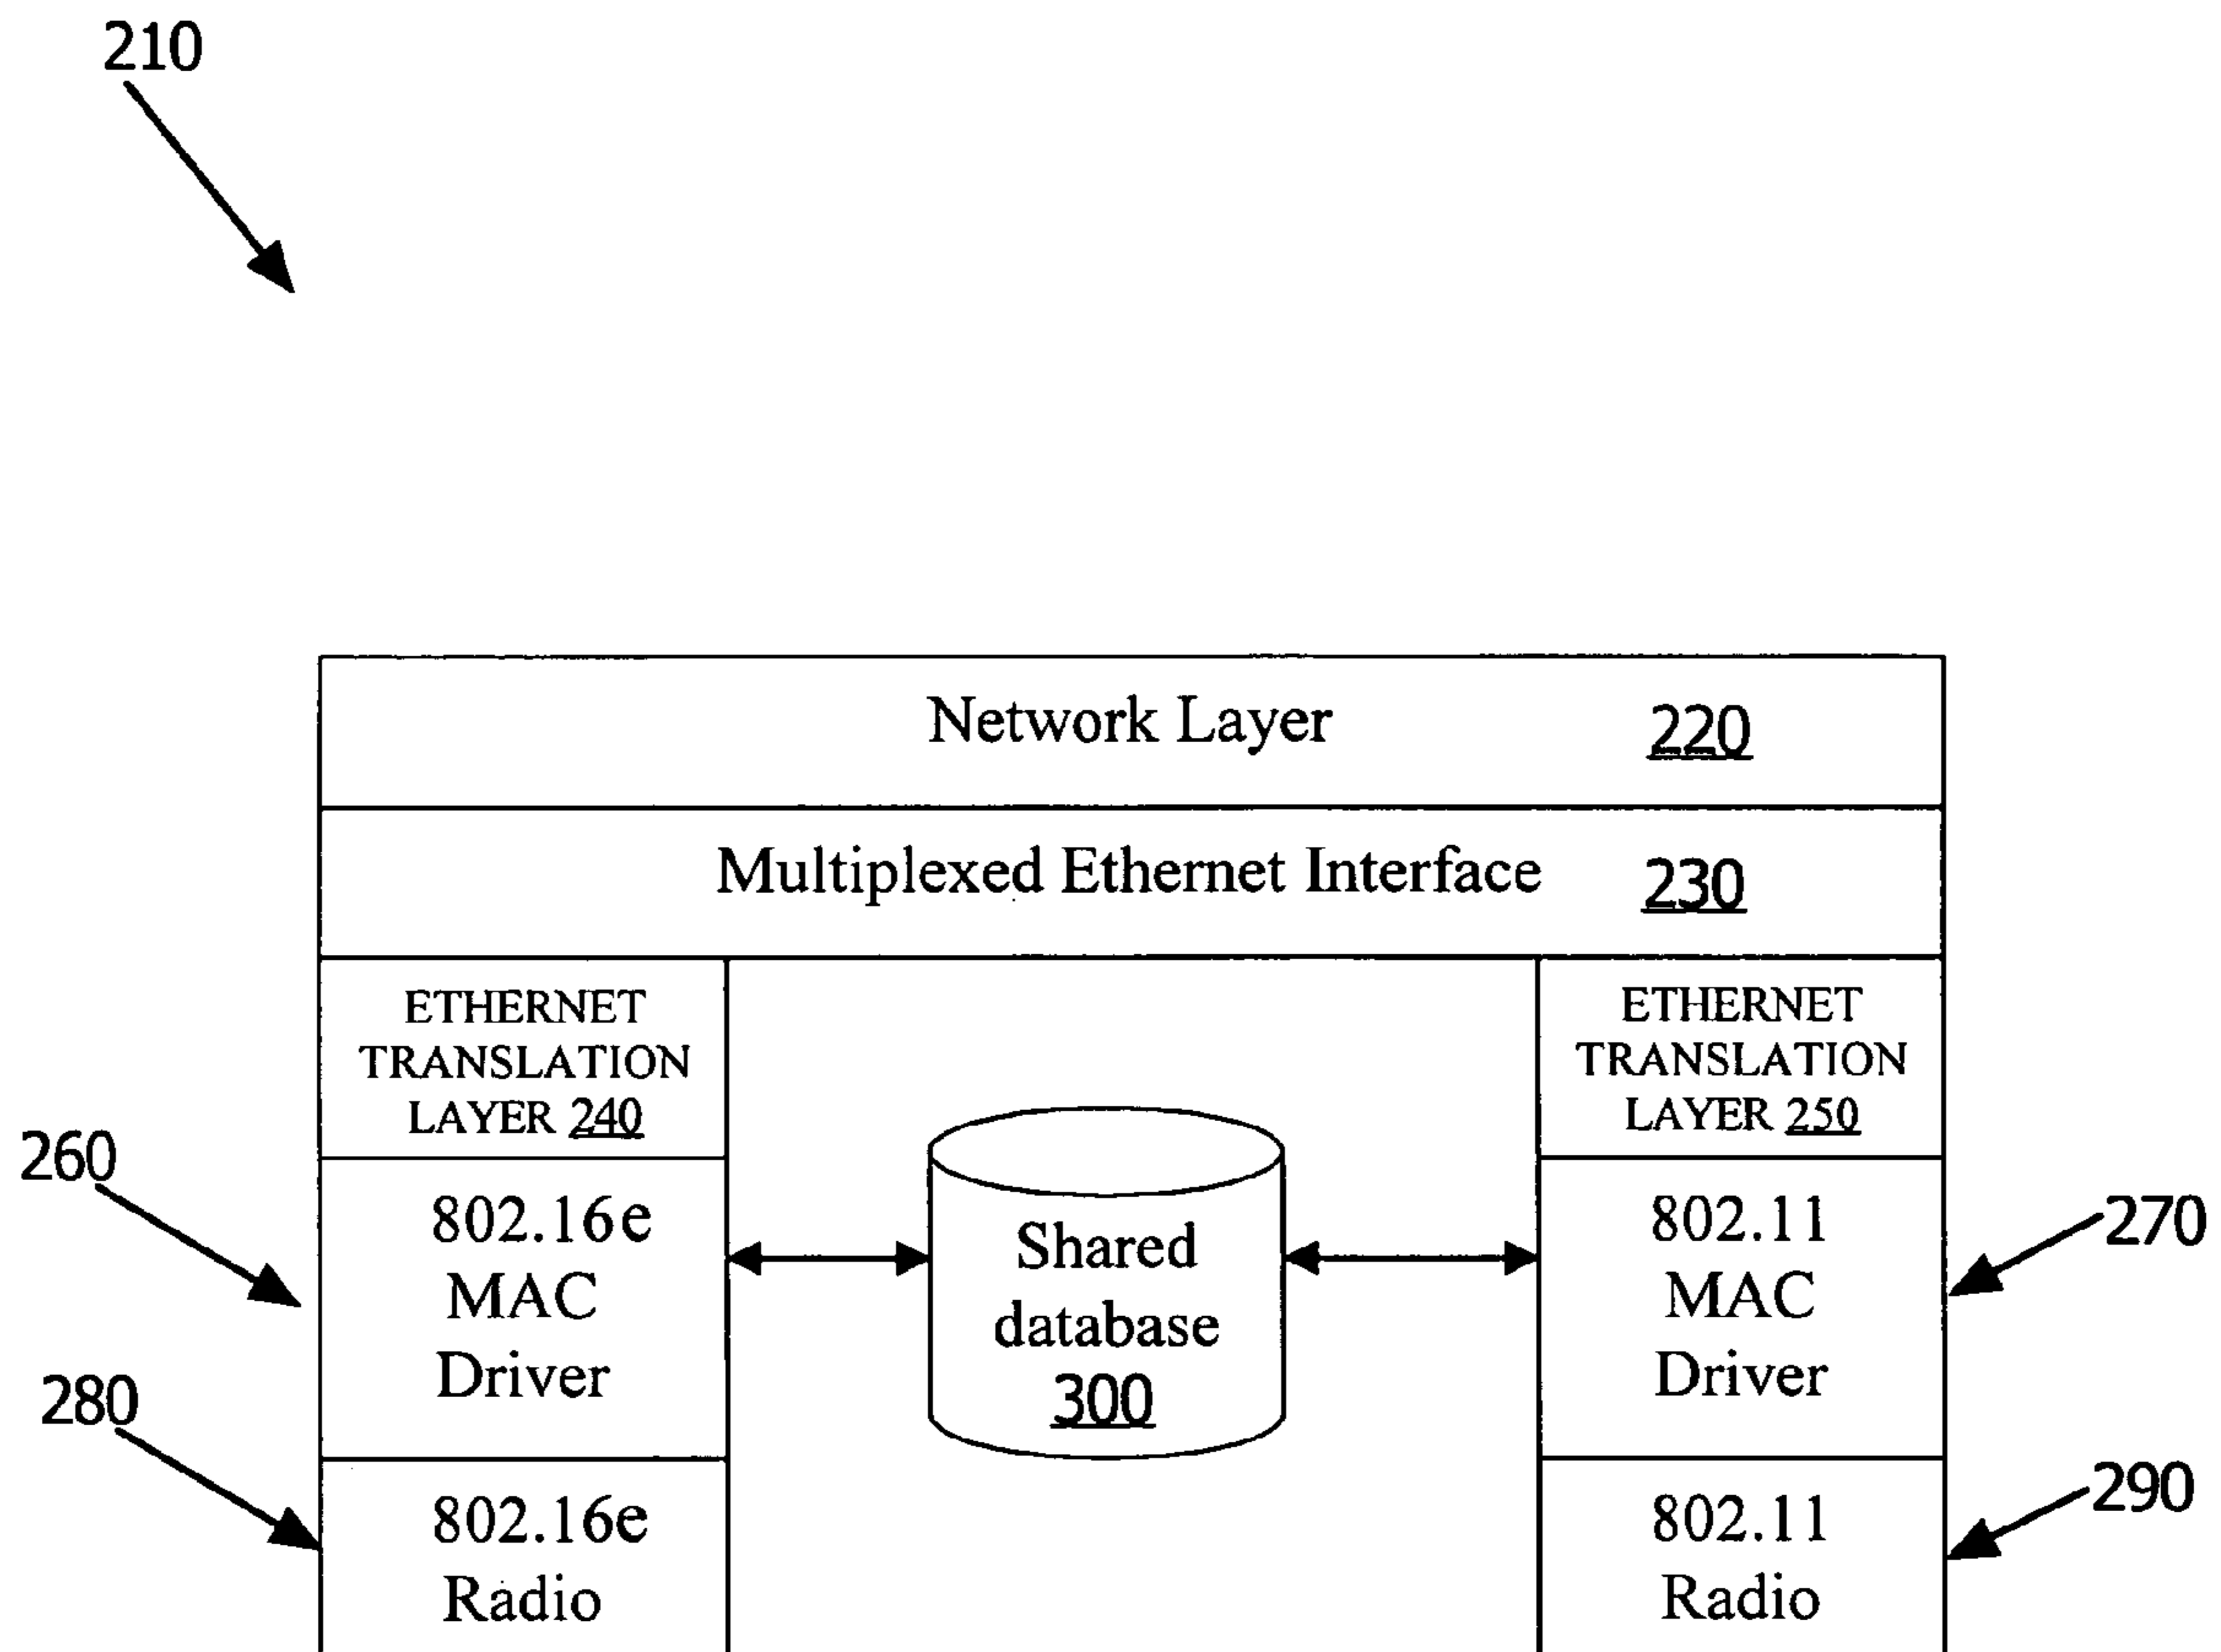 210
Network Layer 220
Multiplexed Ethernet Interface 230
ETHERNET
TRANSLATION
LAYER 240
ETHERNET
TRANSLATION
LAYER 250
260
802.16e
MAC
Driver
Shared
database
300
802.11
MAC
Driver
270
280
802.16e
Radio
802.11
Radio
290